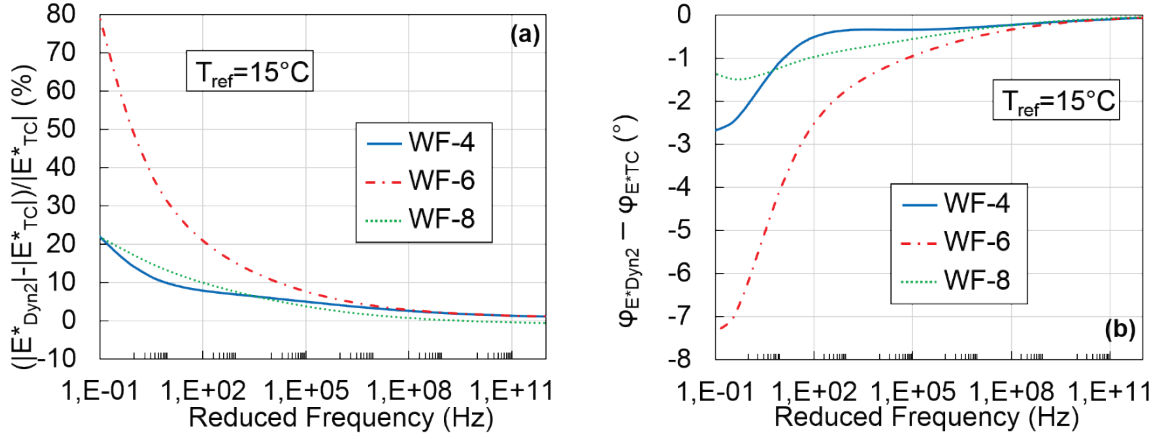 (|E*Dyn2|-|E*TC|)/|E*TC| (%)
80
70
60
50
40
30
20
10
0
-10
(a)
Tref=15°C
WF-4
WF-6
WF-8
1,E-01 1,E+02 1,E+05 1,E+08 1,E+11
Reduced Frequency (Hz)
φE*Dyn2 – φE*TC (°)
0
-1
-2
-3
-4
-5
-6
-7
-8
Tref=15°C
WF-4
WF-6
WF-8
(b)
1,E-01 1,E+02 1,E+05 1,E+08 1,E+11
Reduced Frequency (Hz)